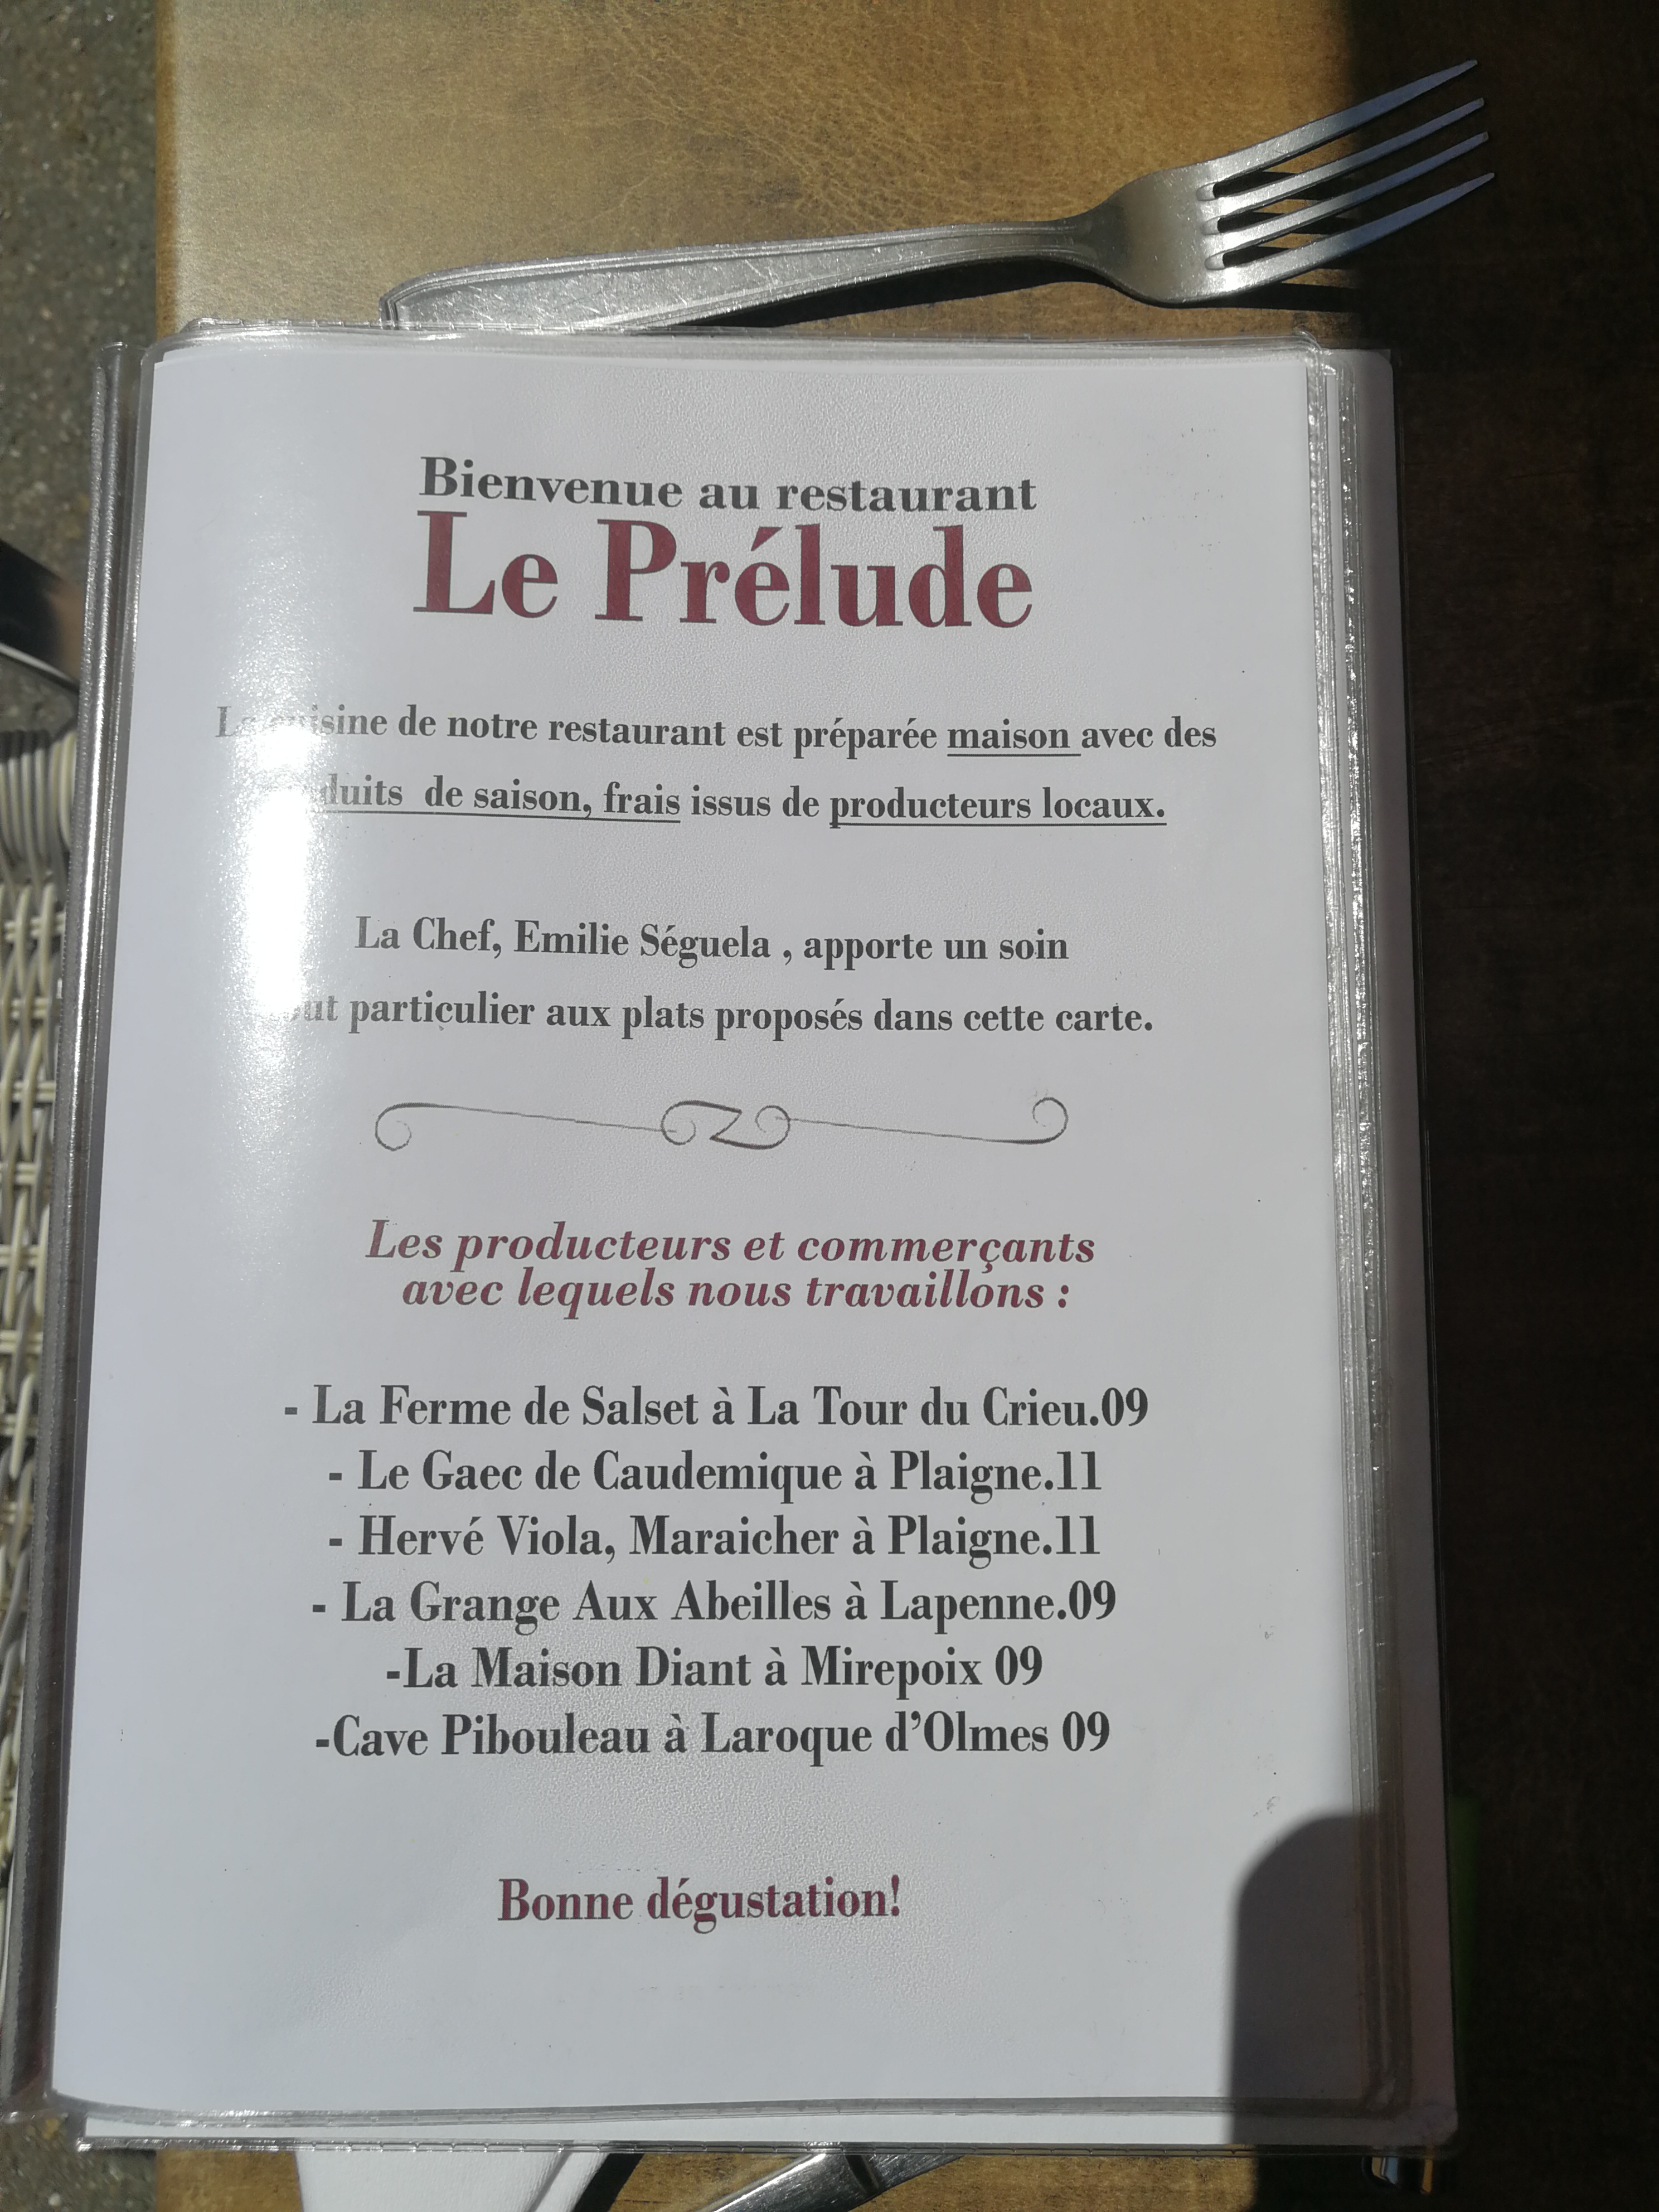 Bienvenue au restaurant
Le Prélude
La cuisine de notre restaurant est préparée maison avec des
de saison, frais issus de producteurs locaux.
La Chef, Emilie Séguela , apporte un soin
particulier aux plats proposés dans cette carte.
Les producteurs et commerçants
avec lequels nous travaillons :
- La Ferme de Salset à La Tour du Crieu.09
- Le Gaec de Caudemique à Plaigne.11
- Hervé Viola, Maraicher à Plaigne.11
- La Grange Aux Abeilles à Lapenne.09
-La Maison Diant à Mirepoix 09
-Cave Pibouleau à Laroque d'Olmes 09
Bonne dégustation!